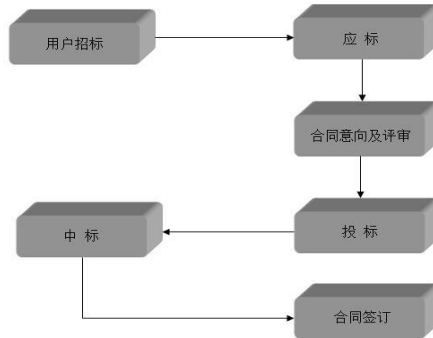 用户招标
应 标
合同意向及评审
投 标
中 标
合同签订